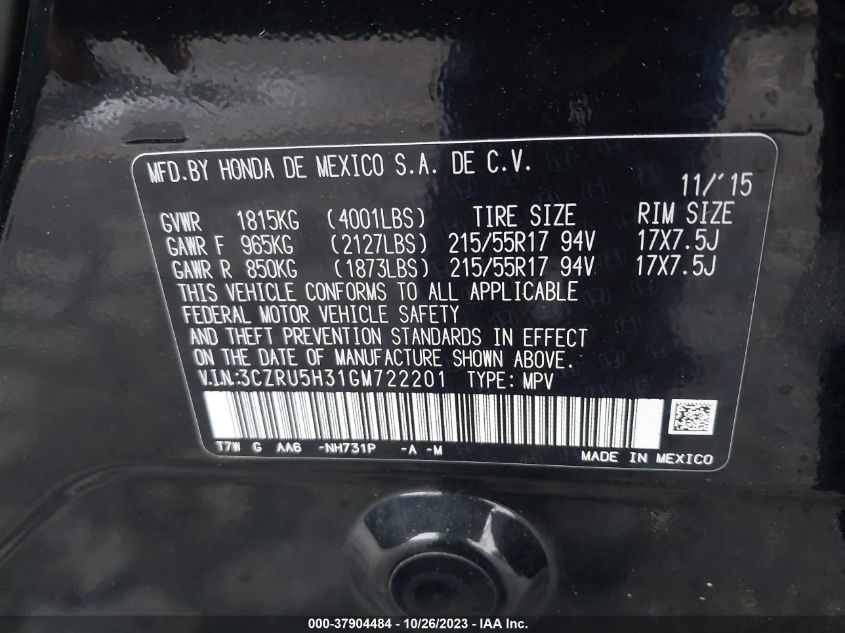 MFD.BY HONDA DE MEXICO S.A. DE C.V.
11/'15
GVWR 1815KG (4001LBS) TIRE SIZE RIM SIZE
GAWR F 965KG (2127LBS) 215/55R17 94V 17X7.5J
GAWR R 850KG (1873LBS) 215/55R17 94V 17X7.5J
THIS VEHICLE CONFORMS TO ALL APPLICABLE
FEDERAL MOTOR VEHICLE SAFETY
AND THEFT PREVENTION STANDARDS IN EFFECT
ON THE DATE OF MANUFACTURE SHOWN ABOVE.
V.I.N.:3CZRU5H31GM722201 TYPE: MPV
T7W G AA6 -NH731P -A -M
MADE IN MEXICO
000-37904484 - 10/26/2023 - IAA Inc.